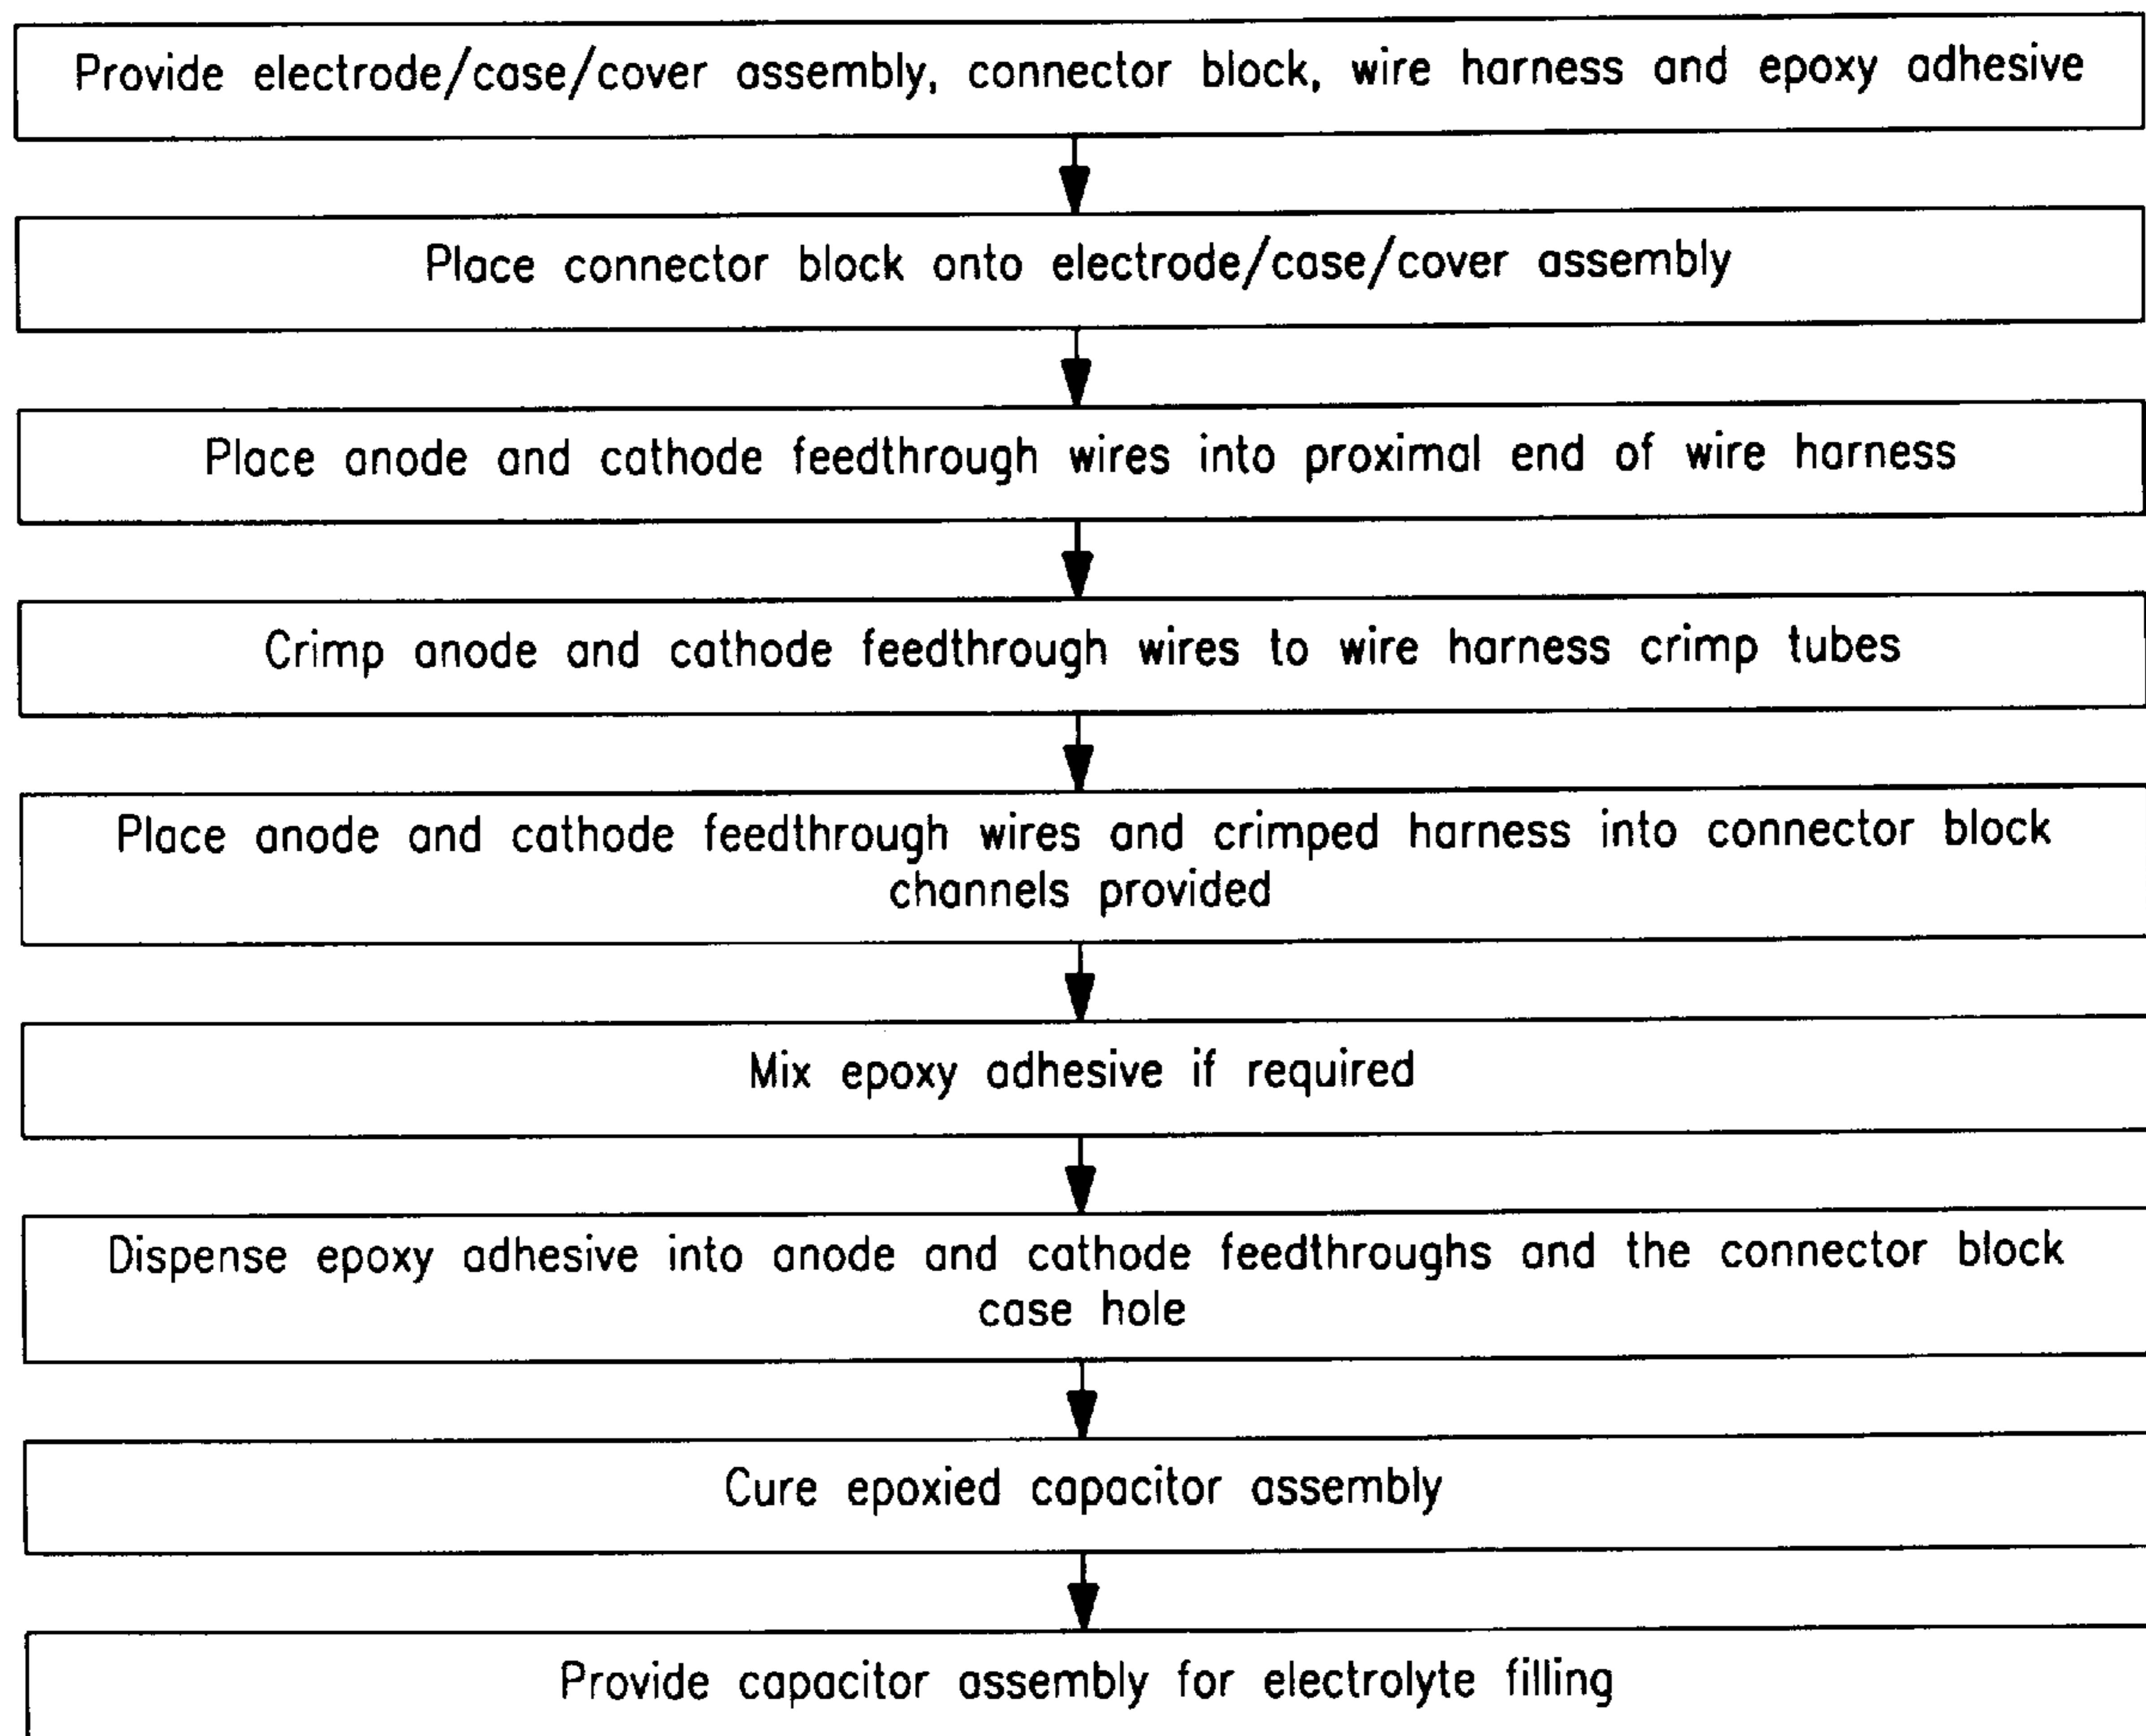 Provide electrode/case/cover assembly, connector block, wire harness and epoxy adhesive
Place connector block onto electrode/case/cover assembly
Place anode and cathode feedthrough wires into proximal end of wire harness
Crimp anode and cathode feedthrough wires to wire harness crimp tubes
Place anode and cathode feedthrough wires and crimped harness into connector block
channels provided
Mix epoxy adhesive if required
Dispense epoxy adhesive into anode and cathode feedthroughs and the connector block
case hole
Cure epoxied capacitor assembly
Provide capacitor assembly for electrolyte filling